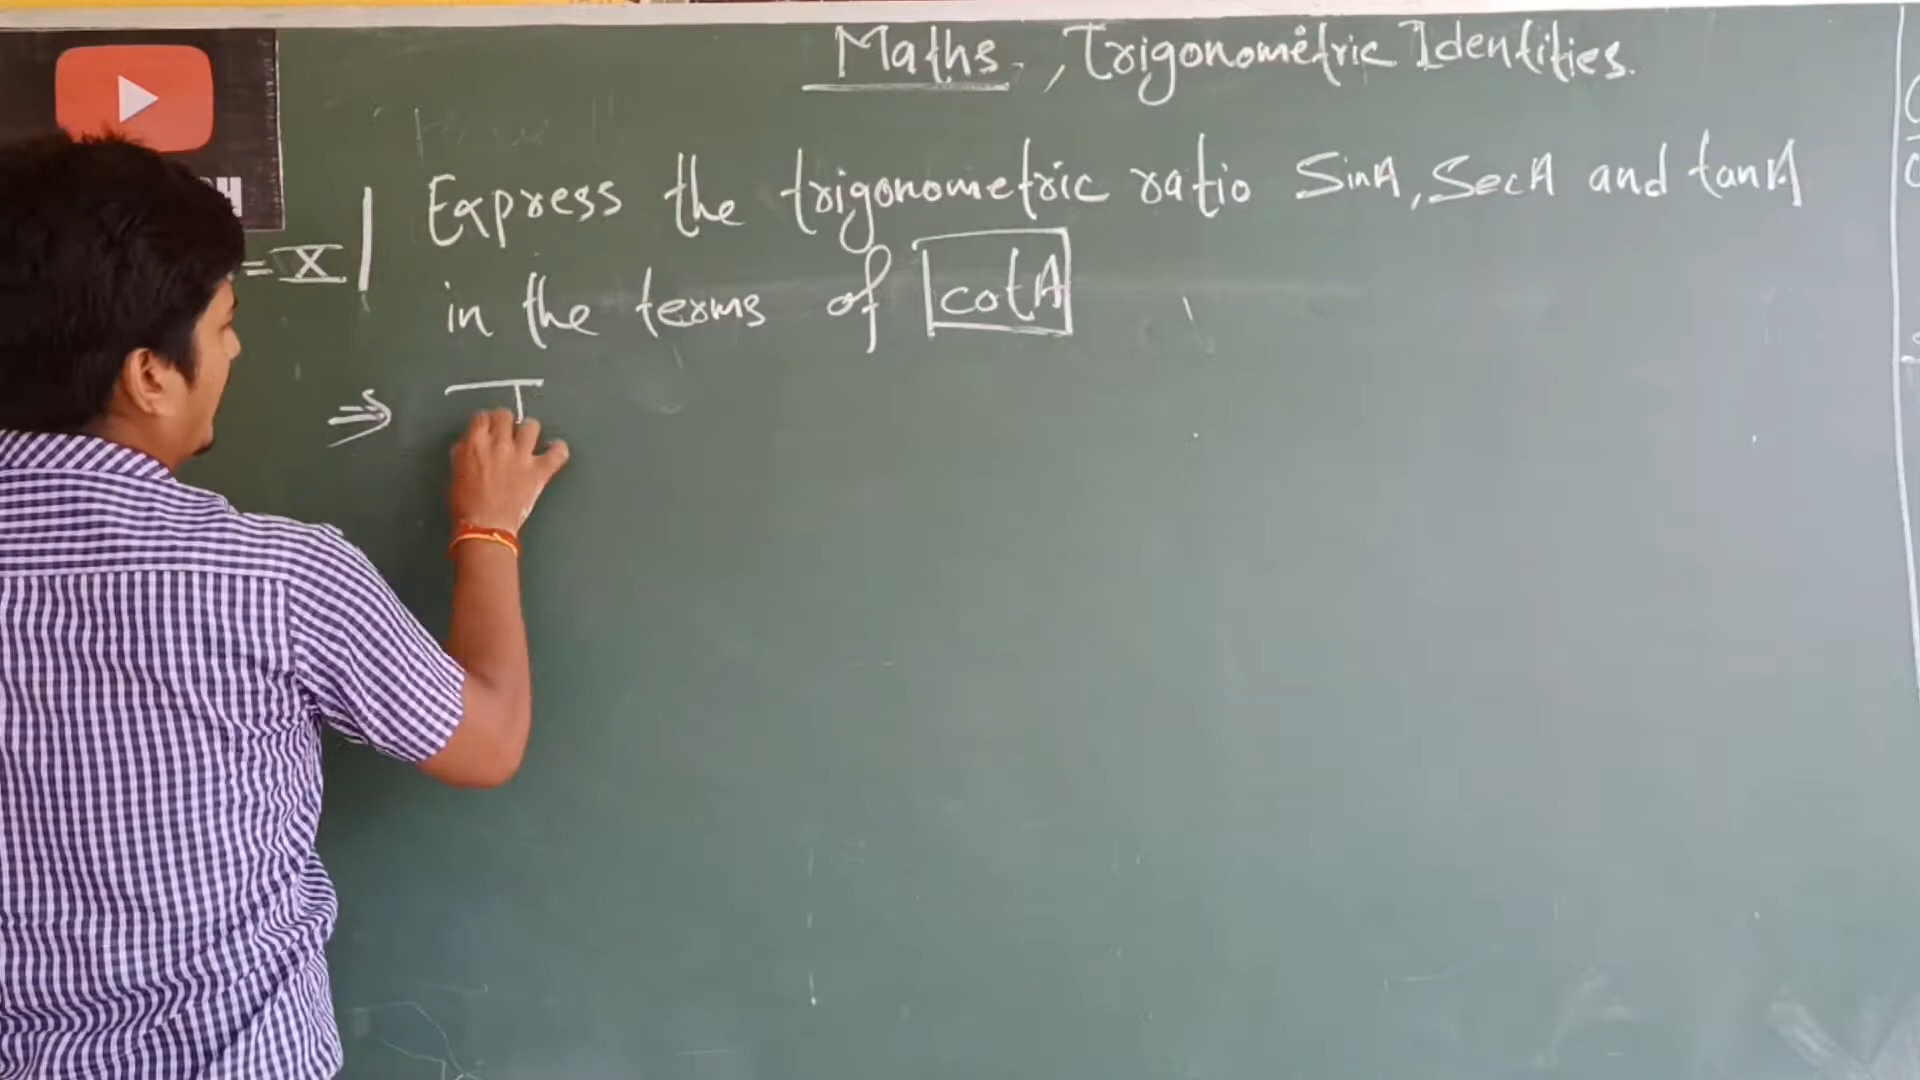 Maths, Trigonometric Identities.
Express the trigonometric ratio SinA, SecA and tanA
in the terms of cotA
= X
⇒ T